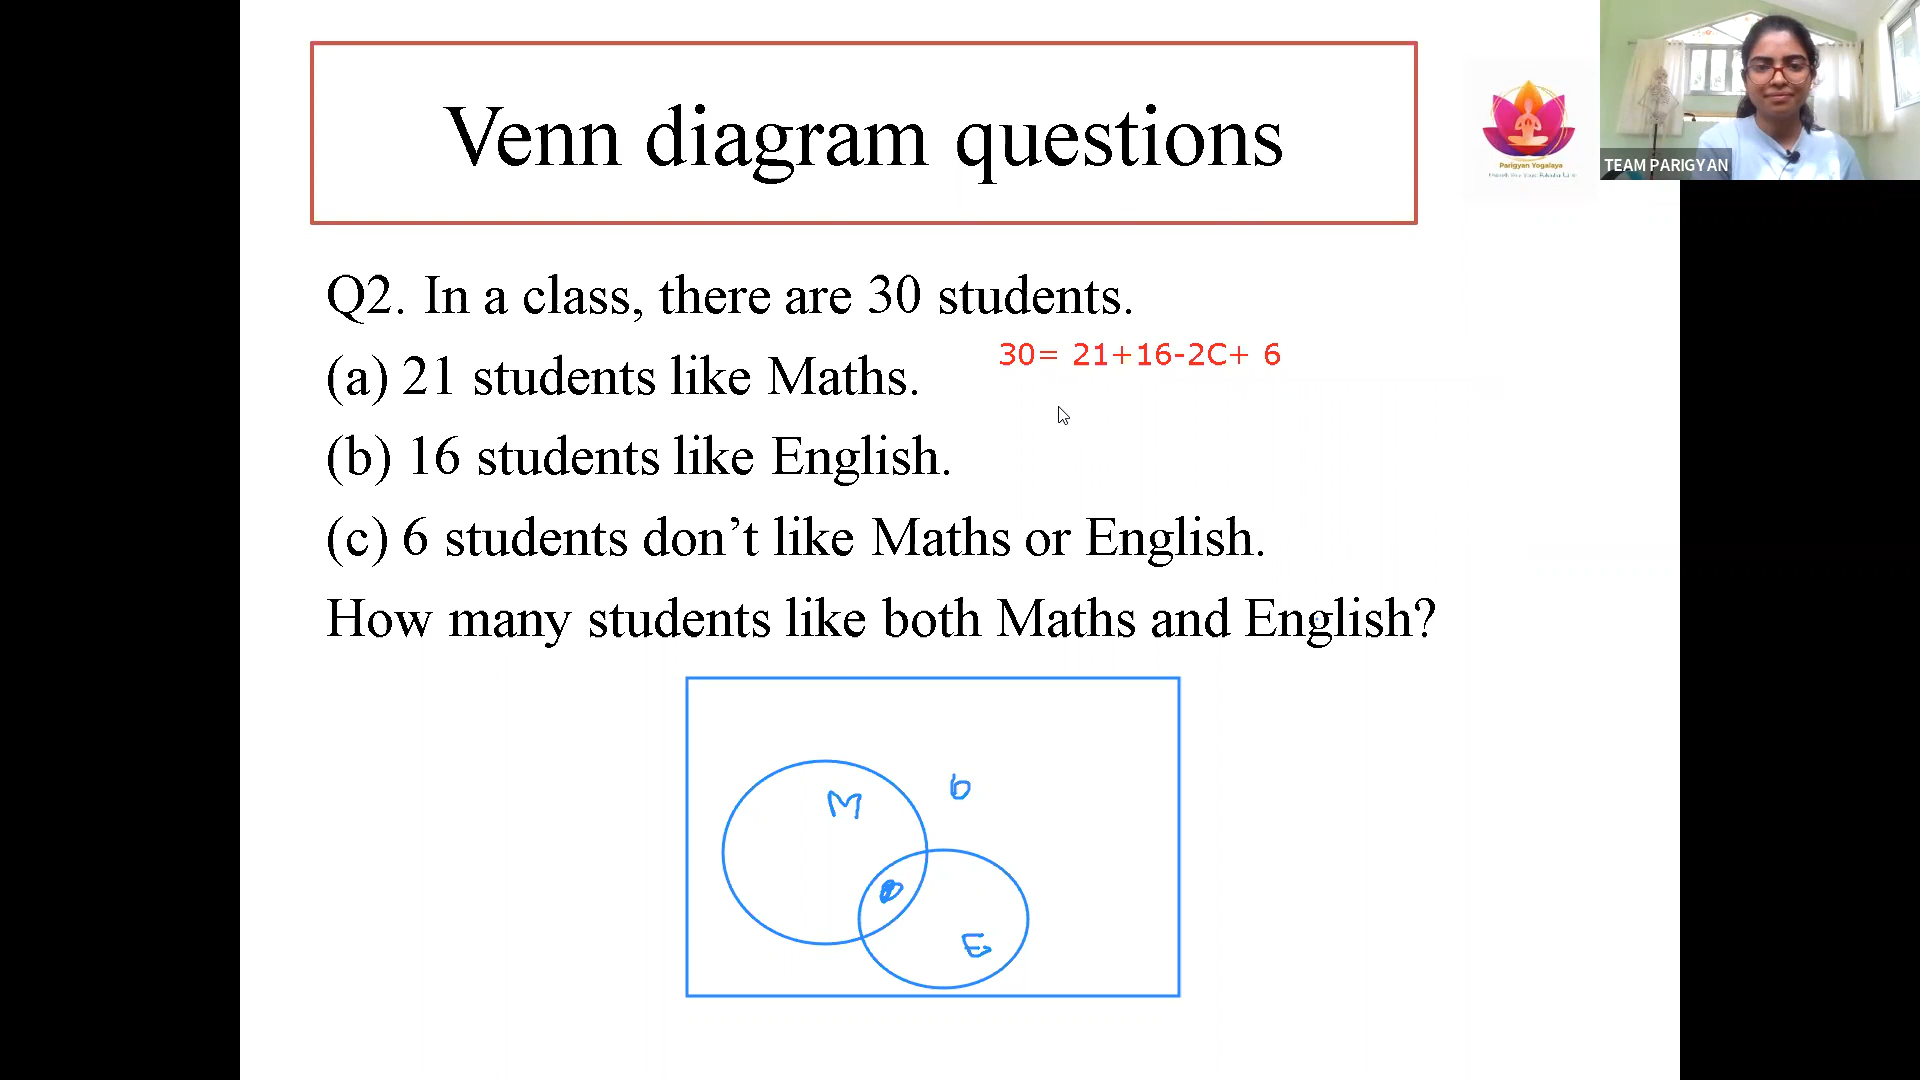 Venn diagram questions
Parigyan Yogalaya
TEAM PARIGYAN
Q2. In a class, there are 30 students.
30= 21+16-2C+ 6
(a) 21 students like Maths.
(b) 16 students like English.
(c) 6 students don’t like Maths or English.
How many students like both Maths and English?
M
E